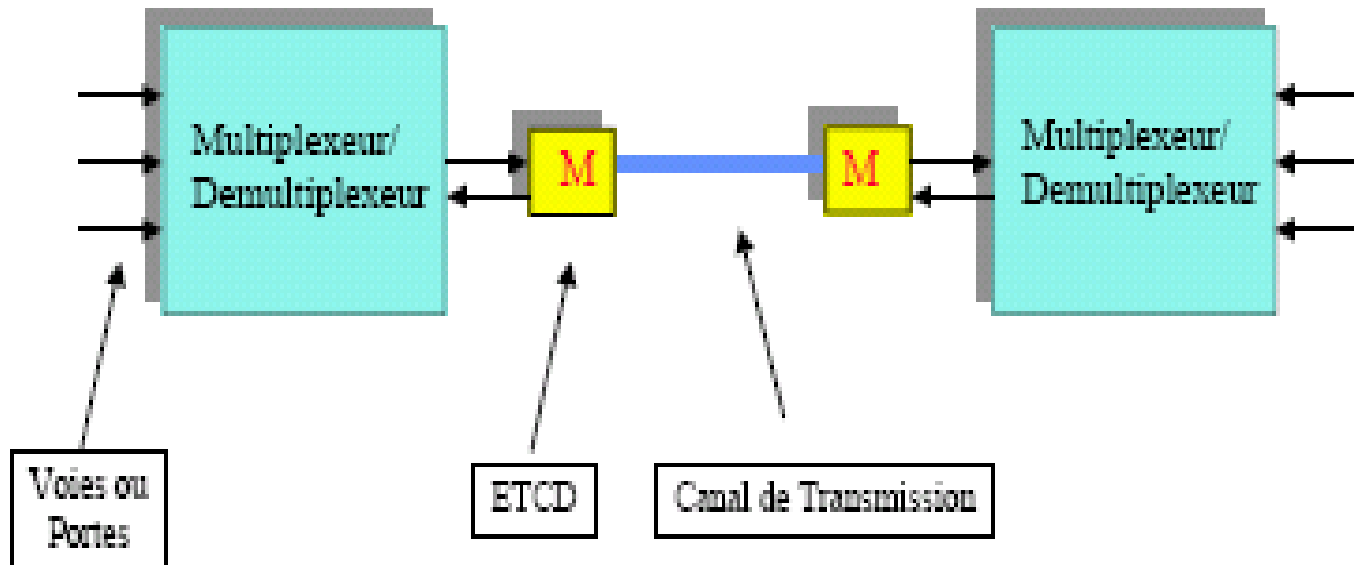 Multiplexeur/
Demultiplexeur
M
M
Multiplexeur/
Demultiplexeur
Voies ou
Portes
ETCD
Canal de Transmission